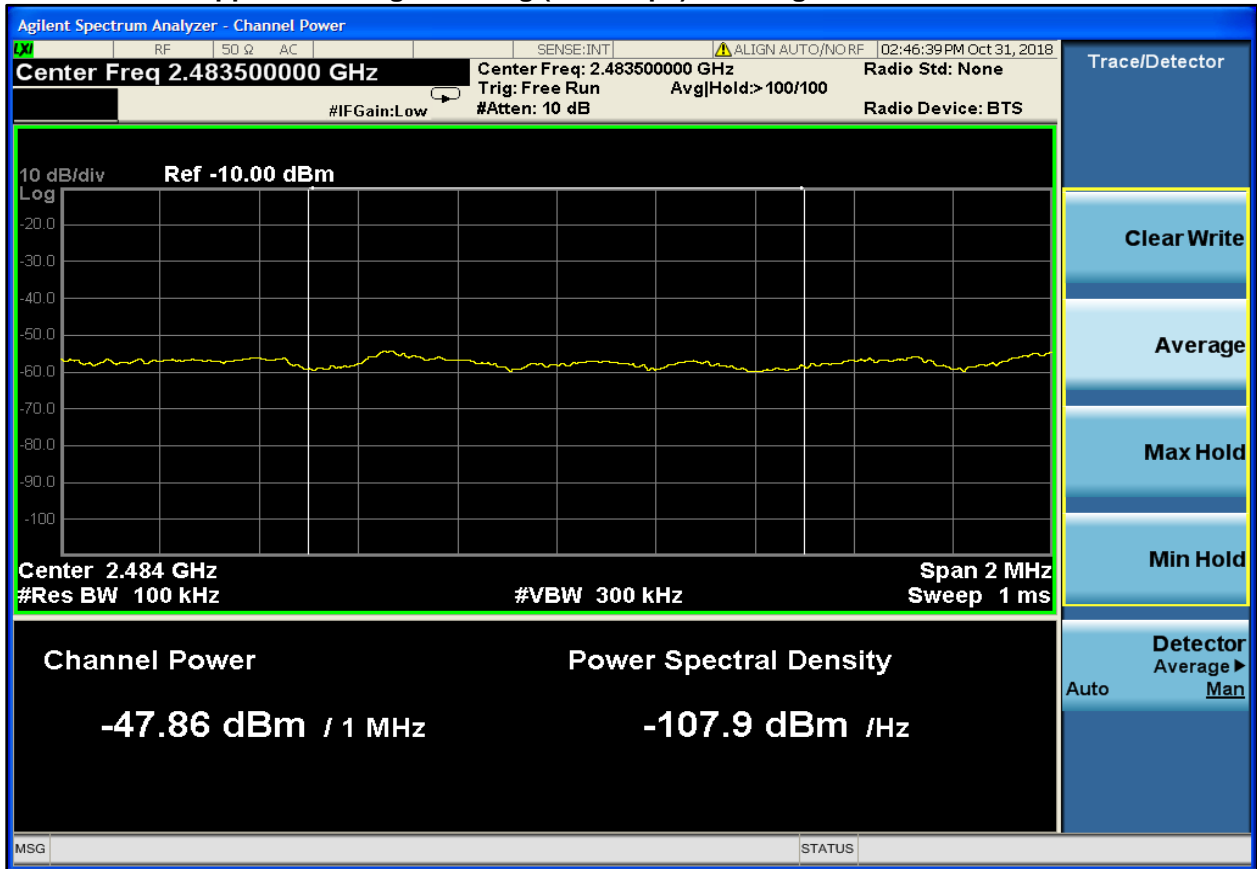 Agilent Spectrum Analyzer - Channel Power
LXI RF 50 Ω AC SENSE:INT ALIGN AUTO/NO RF 02:46:39 PM Oct 31, 2018
Center Freq 2.483500000 GHz
Center Freq: 2.483500000 GHz Radio Std: None
Trig: Free Run Avg|Hold:>100/100
#IFGain:Low #Atten: 10 dB Radio Device: BTS
10 dB/div Ref -10.00 dBm
Log
-20.0
-30.0
-40.0
-50.0
-60.0
-70.0
-80.0
-90.0
-100
Center 2.484 GHz Span 2 MHz
#Res BW 100 kHz #VBW 300 kHz Sweep 1 ms
Channel Power Power Spectral Density
-47.86 dBm / 1 MHz -107.9 dBm /Hz
MSG STATUS
Trace/Detector
Clear Write
Average
Max Hold
Min Hold
Detector
Average
Auto Man